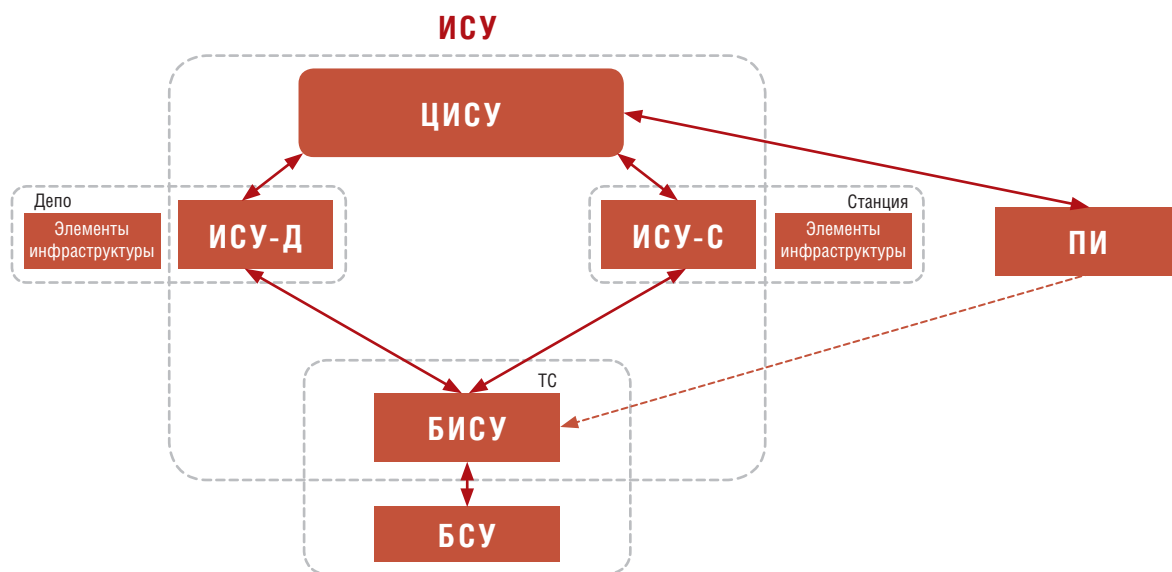 ИСУ
ЦИСУ
Депо
Элементы
инфраструктуры
ИСУ-Д
ИСУ-С
Станция
Элементы
инфраструктуры
ПИ
ТС
БИСУ
БСУ